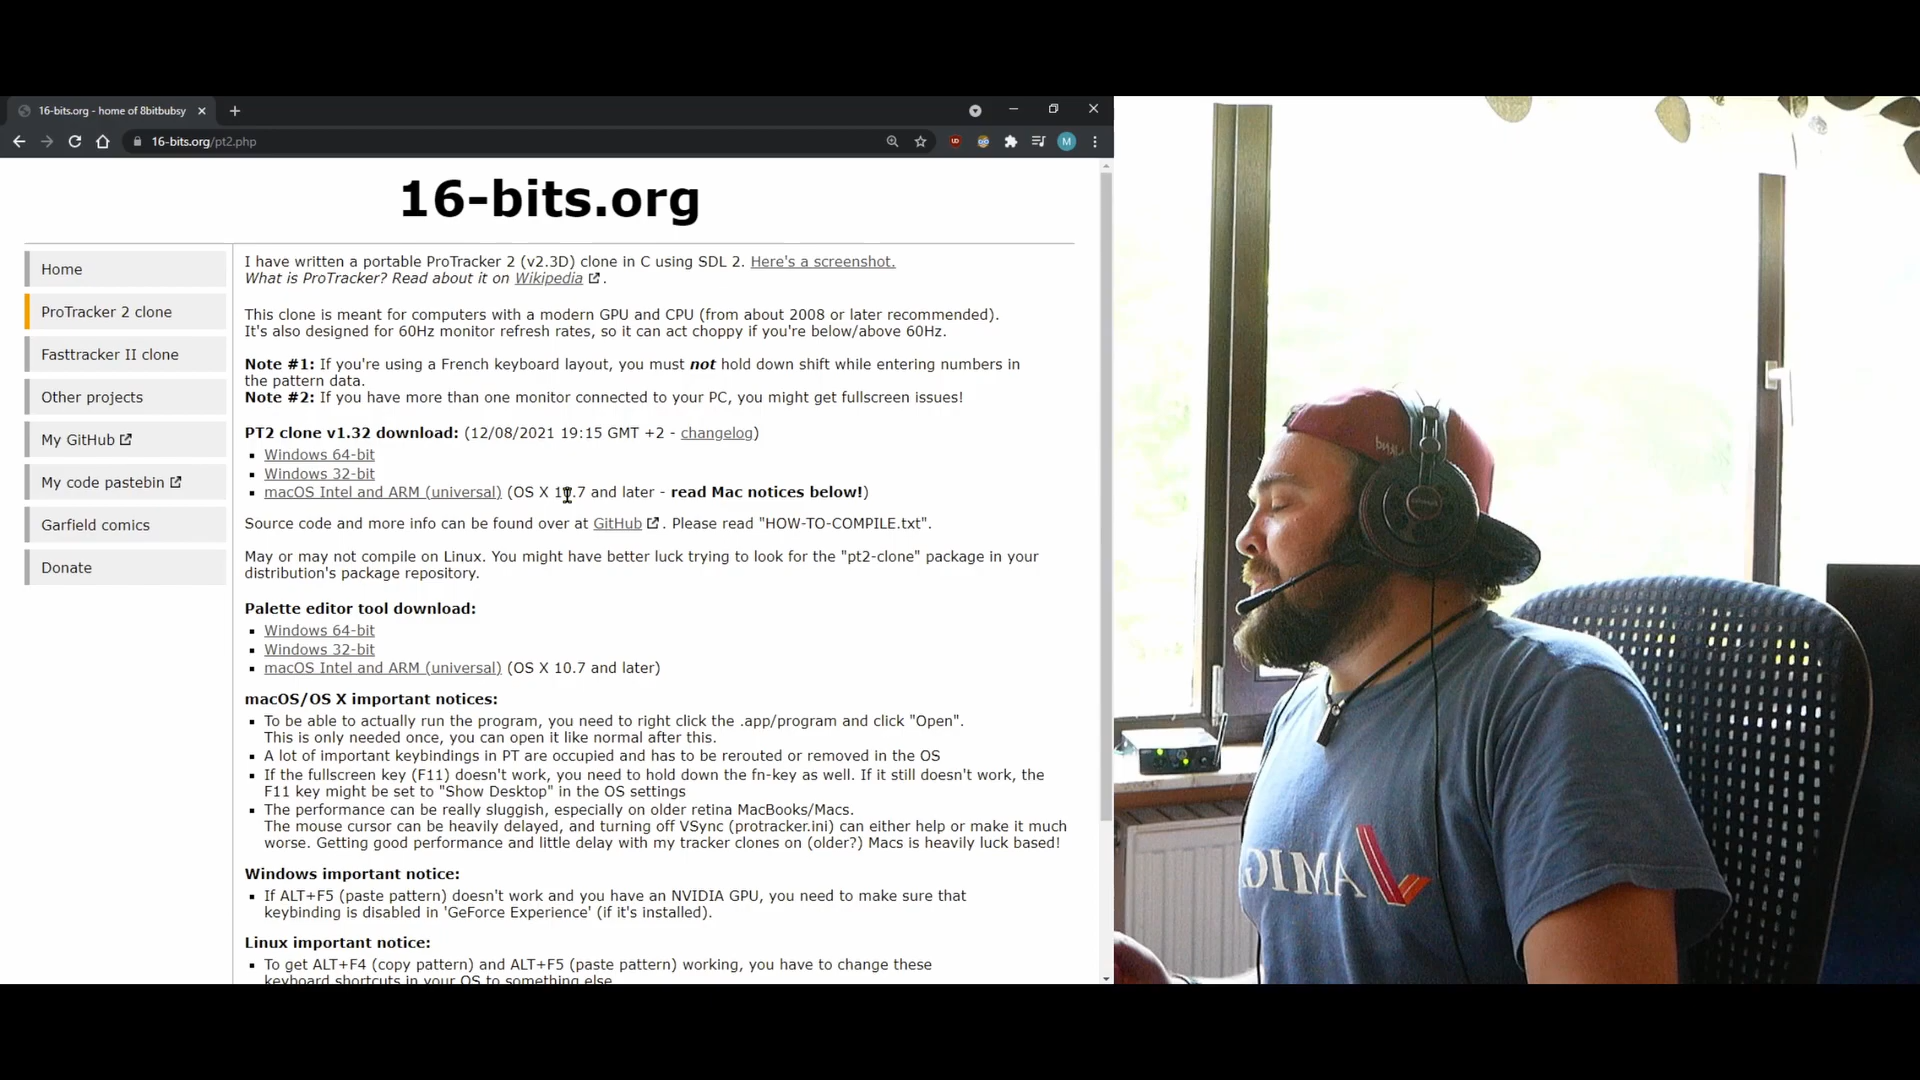 16-bits.org - home of 8bitbubsy
16-bits.org/pt2.php
M
16-bits.org
Home
ProTracker 2 clone
Fasttracker II clone
Other projects
My GitHub
My code pastebin
Garfield comics
Donate
I have written a portable ProTracker 2 (v2.3D) clone in C using SDL 2. Here's a screenshot.
What is ProTracker? Read about it on Wikipedia .
This clone is meant for computers with a modern GPU and CPU (from about 2008 or later recommended).
It's also designed for 60Hz monitor refresh rates, so it can act choppy if you're below/above 60Hz.
Note #1: If you're using a French keyboard layout, you must not hold down shift while entering numbers in
the pattern data.
Note #2: If you have more than one monitor connected to your PC, you might get fullscreen issues!
PT2 clone v1.32 download: (12/08/2021 19:15 GMT +2 - changelog)
Windows 64-bit
Windows 32-bit
macOS Intel and ARM (universal) (OS X 10.7 and later - read Mac notices below!)
Source code and more info can be found over at GitHub . Please read "HOW-TO-COMPILE.txt".
May or may not compile on Linux. You might have better luck trying to look for the "pt2-clone" package in your
distribution's package repository.
Palette editor tool download:
Windows 64-bit
Windows 32-bit
macOS Intel and ARM (universal) (OS X 10.7 and later)
macOS/OS X important notices:
To be able to actually run the program, you need to right click the .app/program and click "Open".
This is only needed once, you can open it like normal after this.
A lot of important keybindings in PT are occupied and has to be rerouted or removed in the OS
If the fullscreen key (F11) doesn't work, you need to hold down the fn-key as well. If it still doesn't work, the
F11 key might be set to "Show Desktop" in the OS settings
The performance can be really sluggish, especially on older retina MacBooks/Macs.
The mouse cursor can be heavily delayed, and turning off VSync (protracker.ini) can either help or make it much
worse. Getting good performance and little delay with my tracker clones on (older?) Macs is heavily luck based!
Windows important notice:
If ALT+F5 (paste pattern) doesn't work and you have an NVIDIA GPU, you need to make sure that
keybinding is disabled in 'GeForce Experience' (if it's installed).
Linux important notice:
To get ALT+F4 (copy pattern) and ALT+F5 (paste pattern) working, you have to change these
keyboard shortcuts in your OS to something else.
AMIG